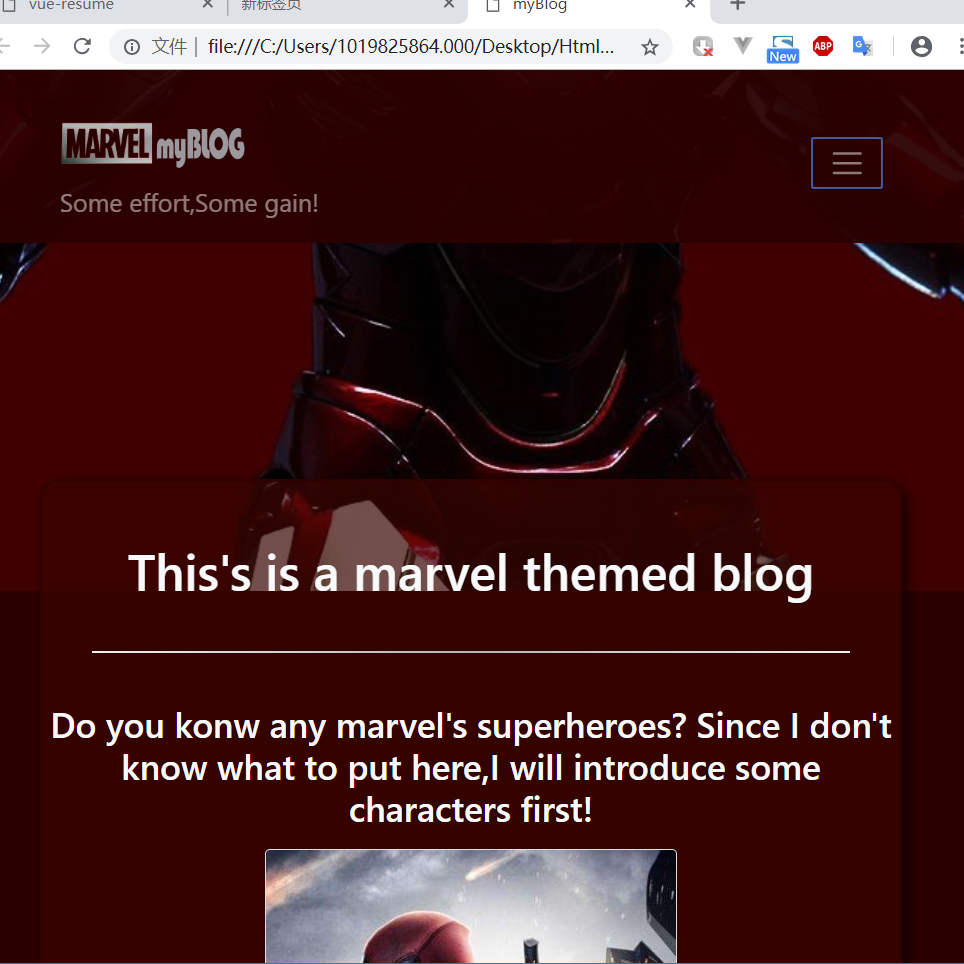 vue-resume
新标签页
myBlog
文件 | file:///C:/Users/1019825864.000/Desktop/Html...
New
ABP
G
MARVEL myBLOG
Some effort,Some gain!
This's is a marvel themed blog
Do you konw any marvel's superheroes? Since I don't
know what to put here,I will introduce some
characters first!